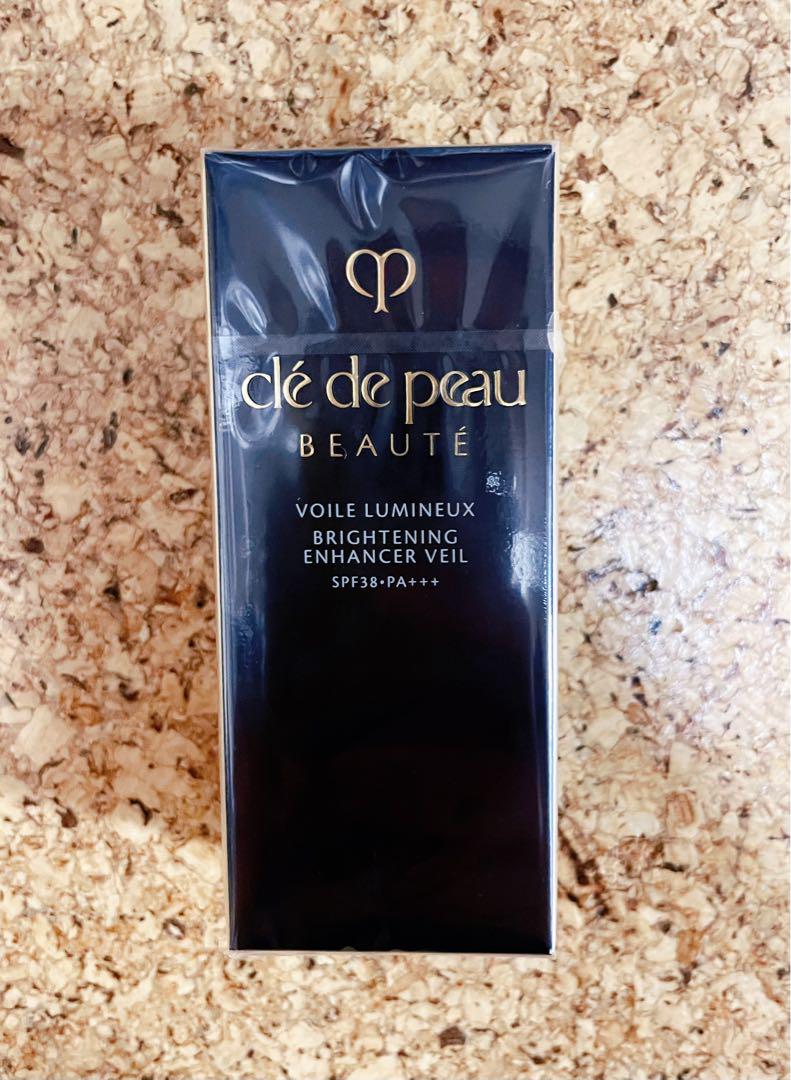 clé de peau
BEAUTÉ
VOILE LUMINEUX
BRIGHTENING
ENHANCER VEIL
SPF38•PA+++